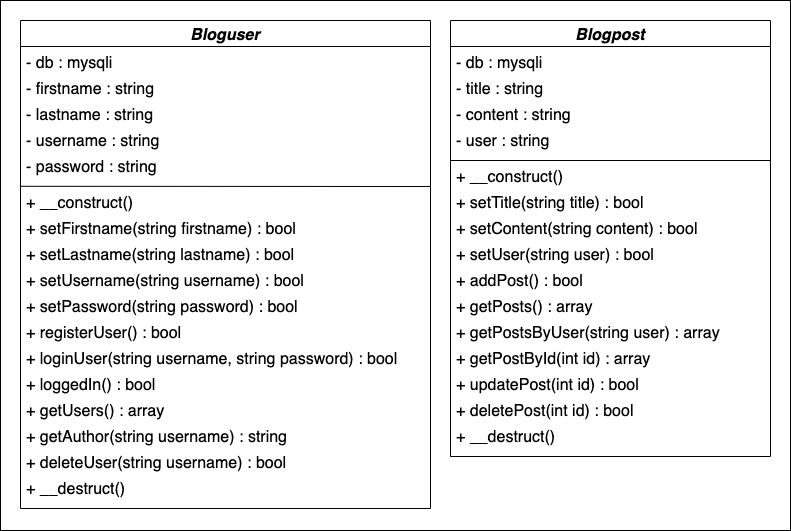 Bloguser
- db : mysqli
- firstname : string
- lastname : string
- username : string
- password : string
+ __construct()
+ setFirstname(string firstname) : bool
+ setLastname(string lastname) : bool
+ setUsername(string username) : bool
+ setPassword(string password) : bool
+ registerUser() : bool
+ loginUser(string username, string password) : bool
+ loggedIn() : bool
+ getUsers() : array
+ getAuthor(string username) : string
+ deleteUser(string username) : bool
+ __destruct()
Blogpost
- db : mysqli
- title : string
- content : string
- user : string
+ __construct()
+ setTitle(string title) : bool
+ setContent(string content) : bool
+ setUser(string user) : bool
+ addPost() : bool
+ getPosts() : array
+ getPostsByUser(string user) : array
+ getPostById(int id) : array
+ updatePost(int id) : bool
+ deletePost(int id) : bool
+ __destruct()